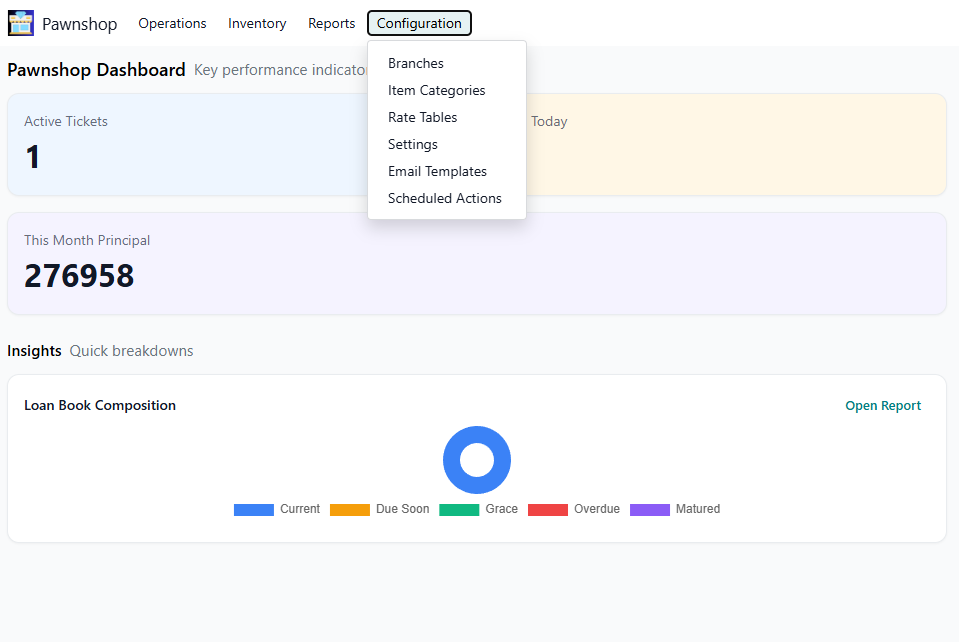 Pawnshop Operations Inventory Reports Configuration
Branches
Item Categories
Rate Tables
Settings
Email Templates
Scheduled Actions
Pawnshop Dashboard Key performance
Active Tickets
1
Today
This Month Principal
276958
Insights Quick breakdowns
Loan Book Composition Open Report
Current Due Soon Grace Overdue Matured